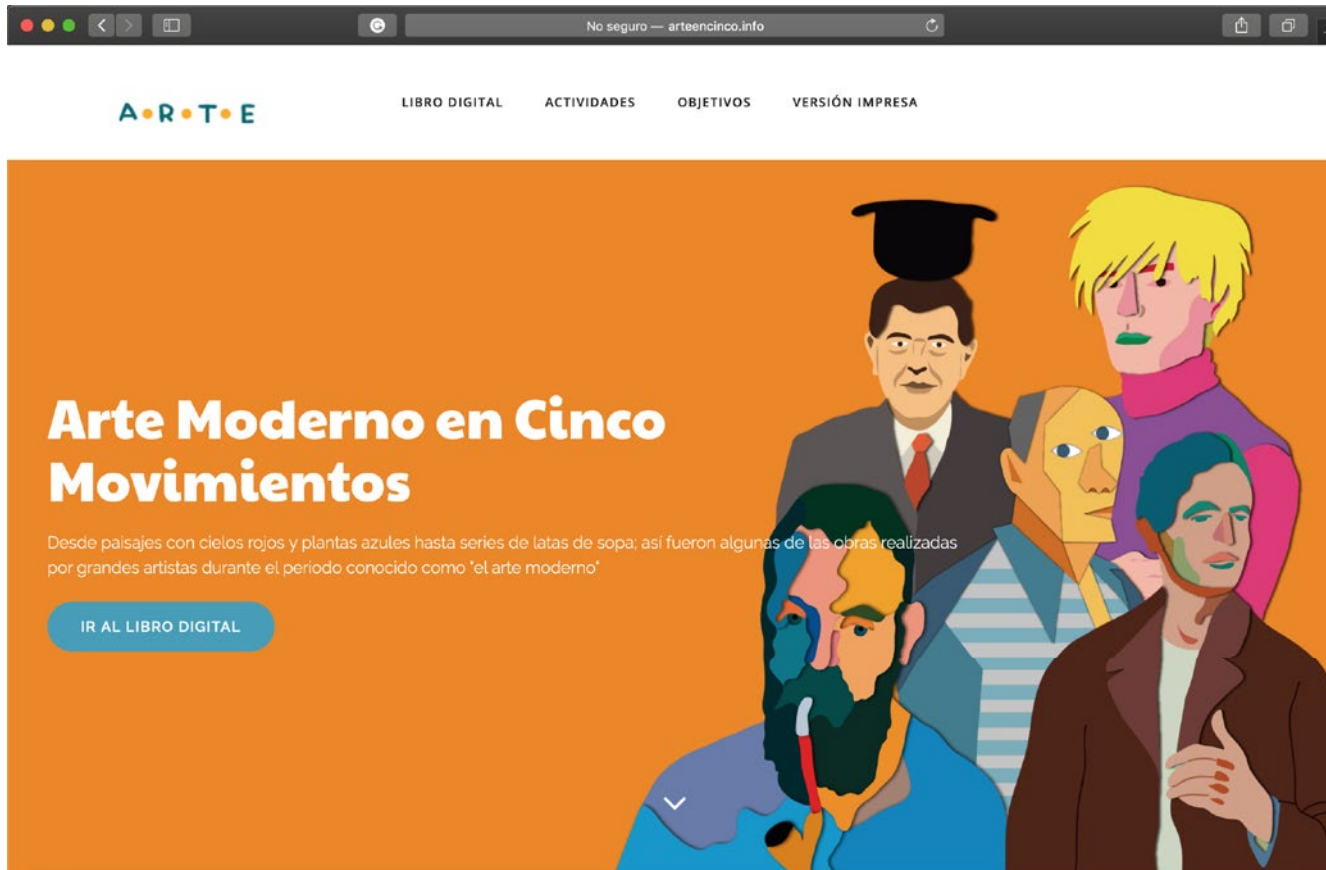 No seguro — arteencinco.info
A•R•T•E
LIBRO DIGITAL
ACTIVIDADES
OBJETIVOS
VERSIÓN IMPRESA
Arte Moderno en Cinco
Movimientos
Desde paisajes con cielos rojos y plantas azules hasta series de latas de sopa; así fueron algunas de las obras realizadas
por grandes artistas durante el periodo conocido como "el arte moderno"
IR AL LIBRO DIGITAL